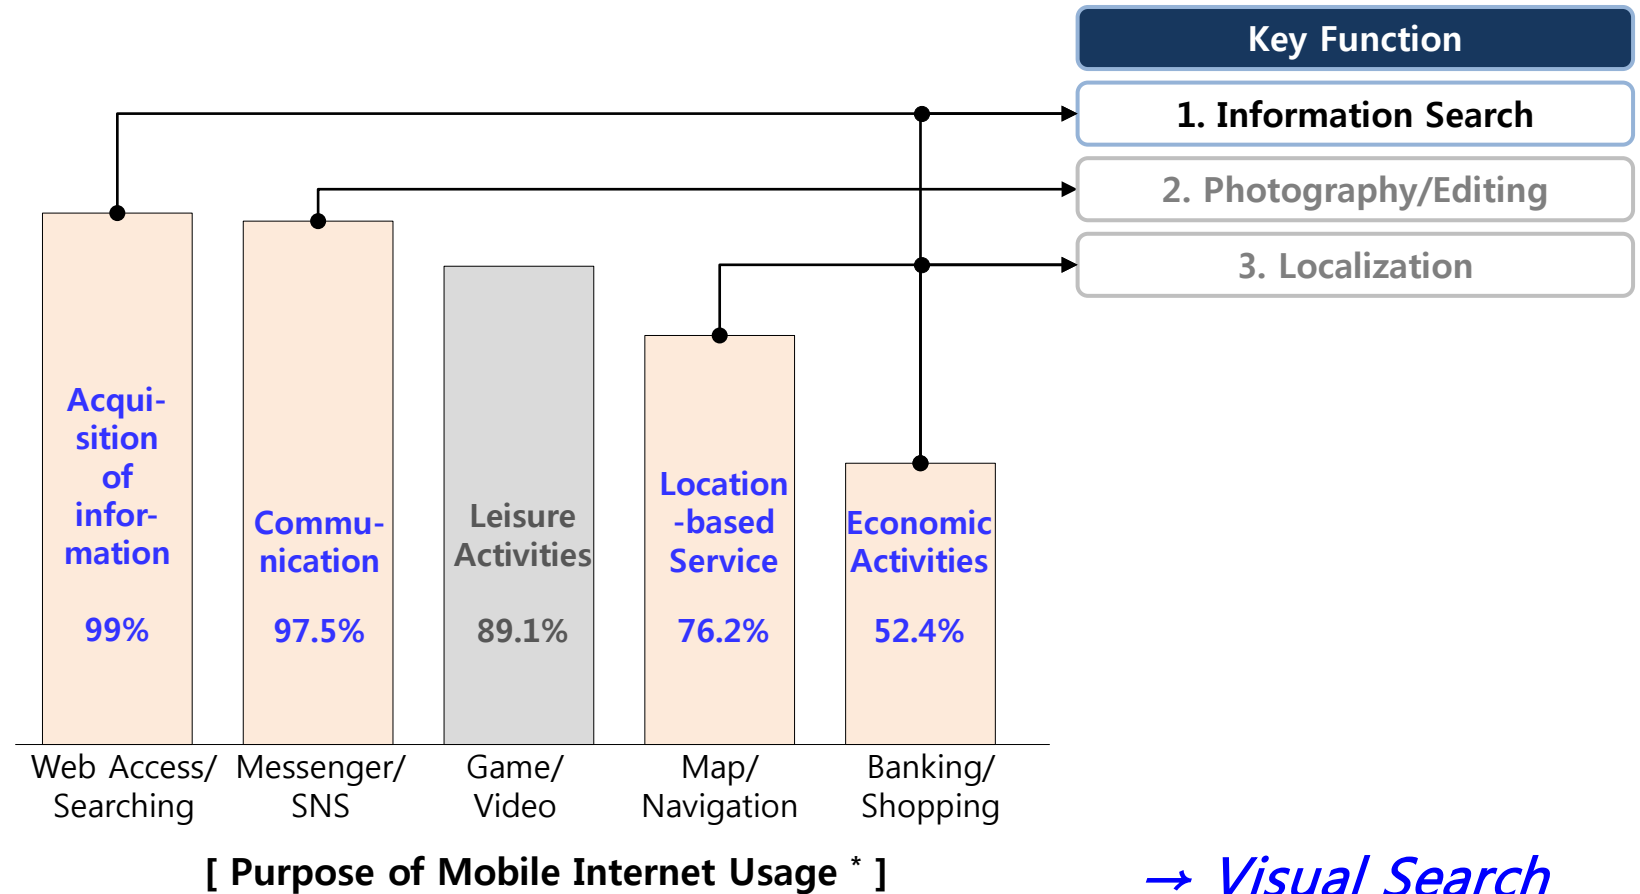 Key Function
1. Information Search
2. Photography/Editing
3. Localization
Acqui-
sition
of
infor-
mation
99%
Commu-
nication
97.5%
Leisure
Activities
89.1%
Location
-based
Service
76.2%
Economic
Activities
52.4%
Web Access/
Searching
Messenger/
SNS
Game/
Video
Map/
Navigation
Banking/
Shopping
[ Purpose of Mobile Internet Usage * ]
→ Visual Search